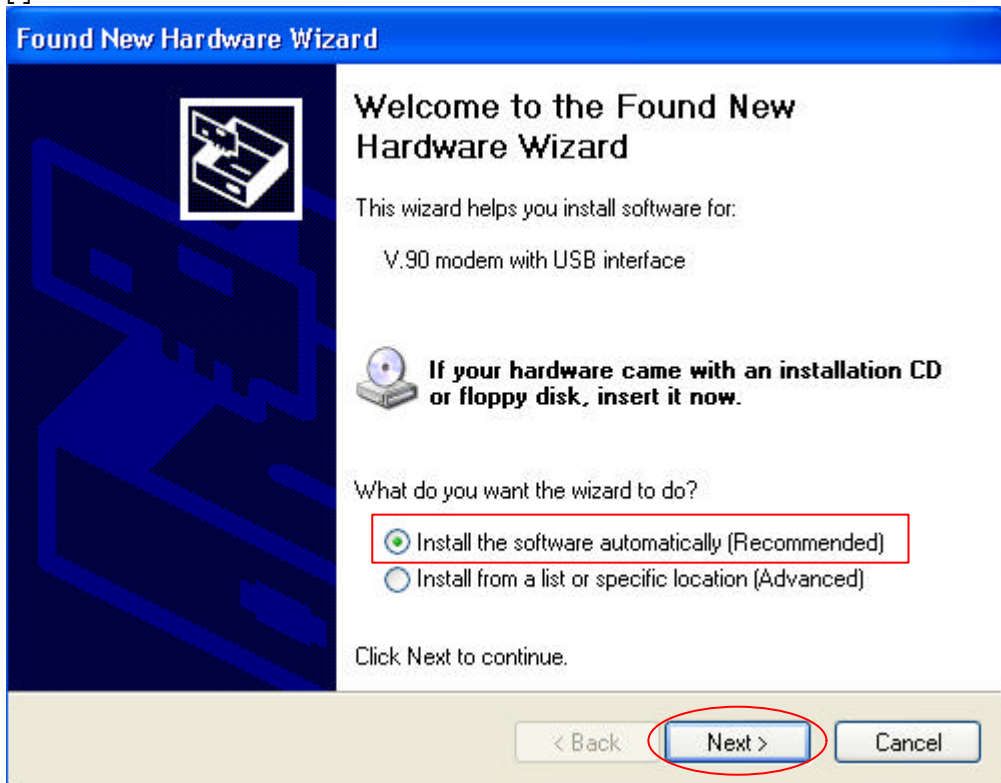 Found New Hardware Wizard
Welcome to the Found New
Hardware Wizard
This wizard helps you install software for:
V.90 modem with USB interface
If your hardware came with an installation CD
or floppy disk, insert it now.
What do you want the wizard to do?
Install the software automatically (Recommended)
Install from a list or specific location (Advanced)
Click Next to continue.
< Back Next > Cancel